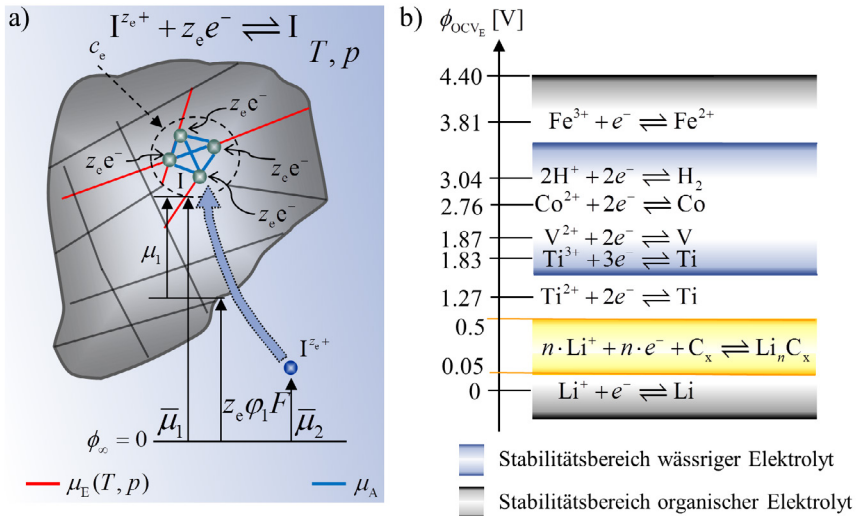 a)
I^{z_e+} + z_e e^- ⇌ I
T, p
c_e
z_e e^-
z_e e^-
z_e e^-
z_e e^-
I
μ_1
I^{z_e+}
μ̅_1
z_e φ_1 F
μ̅_2
ϕ_∞ = 0
μ_E (T, p)
μ_A
b)
ϕ_{OCV_E} [V]
4.40
3.81 Fe^{3+} + e^- ⇌ Fe^{2+}
3.04 2H^+ + 2e^- ⇌ H_2
2.76 Co^{2+} + 2e^- ⇌ Co
1.87 V^{2+} + 2e^- ⇌ V
1.83 Ti^{3+} + 3e^- ⇌ Ti
1.27 Ti^{2+} + 2e^- ⇌ Ti
0.5
n·Li^+ + n·e^- + C_x ⇌ Li_nC_x
0.05
0 Li^+ + e^- ⇌ Li
Stabilitätsbereich wässriger Elektrolyt
Stabilitätsbereich organischer Elektrolyt